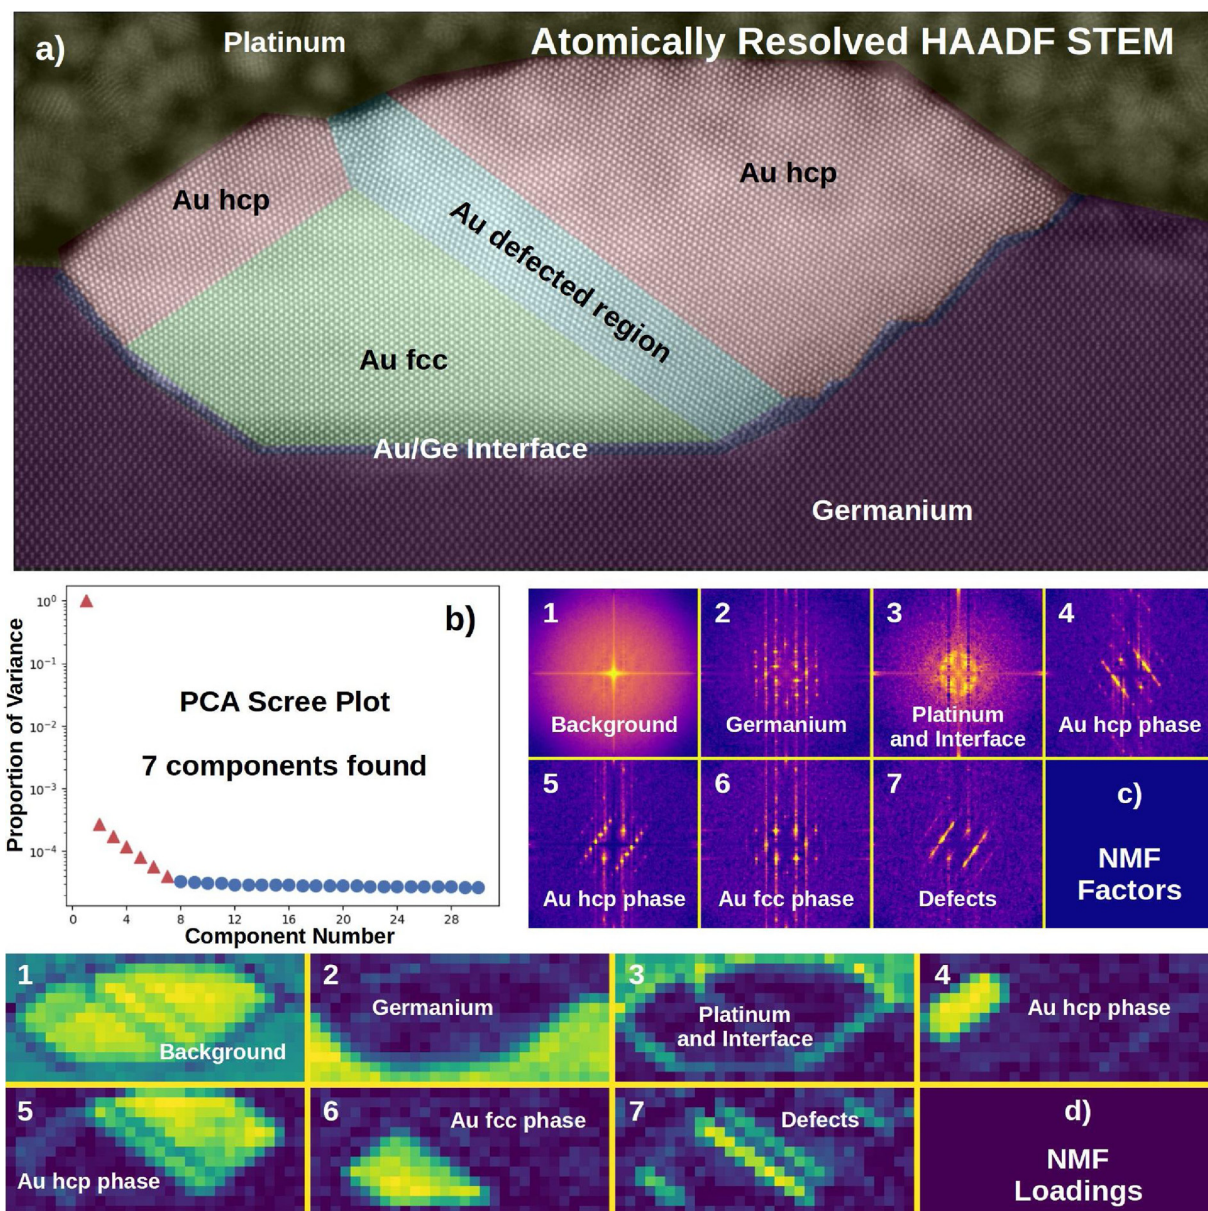 a)
Platinum
Atomically Resolved HAADF STEM
Au hcp
Au hcp
Au defected region
Au fcc
Au/Ge Interface
Germanium
b)
PCA Scree Plot
7 components found
Proportion of Variance
10⁰
10⁻¹
10⁻²
10⁻³
10⁻⁴
0 4 8 12 16 20 24 28
Component Number
1
Background
2
Germanium
3
Platinum
and Interface
4
Au hcp phase
5
Au hcp phase
6
Au fcc phase
7
Defects
c)
NMF
Factors
1
Background
2
Germanium
3
Platinum
and Interface
4
Au hcp phase
5
Au hcp phase
6
Au fcc phase
7
Defects
d)
NMF
Loadings